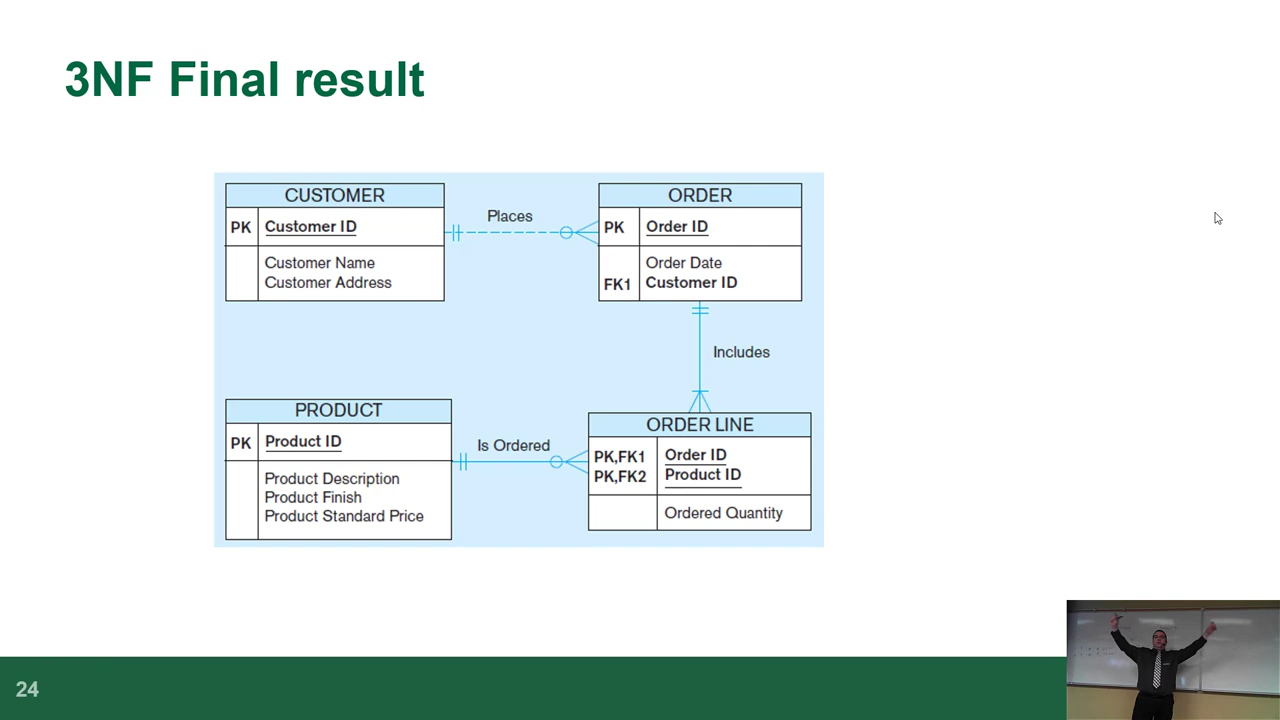 3NF Final result
CUSTOMER
PK Customer ID
Customer Name
Customer Address
Places
ORDER
PK Order ID
Order Date
FK1 Customer ID
Includes
PRODUCT
PK Product ID
Product Description
Product Finish
Product Standard Price
Is Ordered
ORDER LINE
PK,FK1 Order ID
PK,FK2 Product ID
Ordered Quantity
24